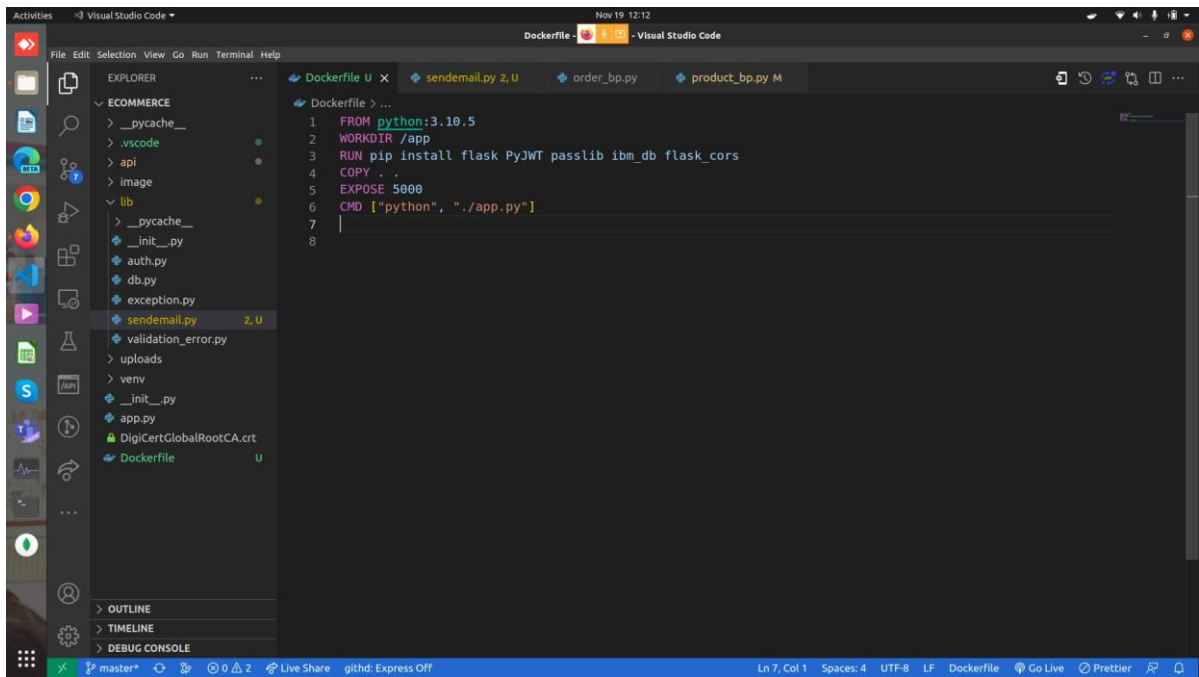 Activities
Visual Studio Code
Nov 19 12:12
Dockerfile - - Visual Studio Code
File Edit Selection View Go Run Terminal Help
EXPLORER
Dockerfile U
sendemail.py 2, U
order_bp.py
product_bp.py M
ECOMMERCE
__pycache__
.vscode
api
image
lib
__pycache__
__init__.py
auth.py
db.py
exception.py
sendemail.py 2, U
validation_error.py
uploads
venv
__init__.py
app.py
DigiCertGlobalRootCA.crt
Dockerfile U
OUTLINE
TIMELINE
DEBUG CONSOLE
Dockerfile > ...
1 FROM python:3.10.5
2 WORKDIR /app
3 RUN pip install flask PyJWT passlib ibm_db flask_cors
4 COPY . .
5 EXPOSE 5000
6 CMD ["python", "./app.py"]
7
8
BETA
7
/API
S
master* 0 2 Live Share githd: Express Off
Ln 7, Col 1 Spaces: 4 UTF-8 LF Dockerfile Go Live Prettier